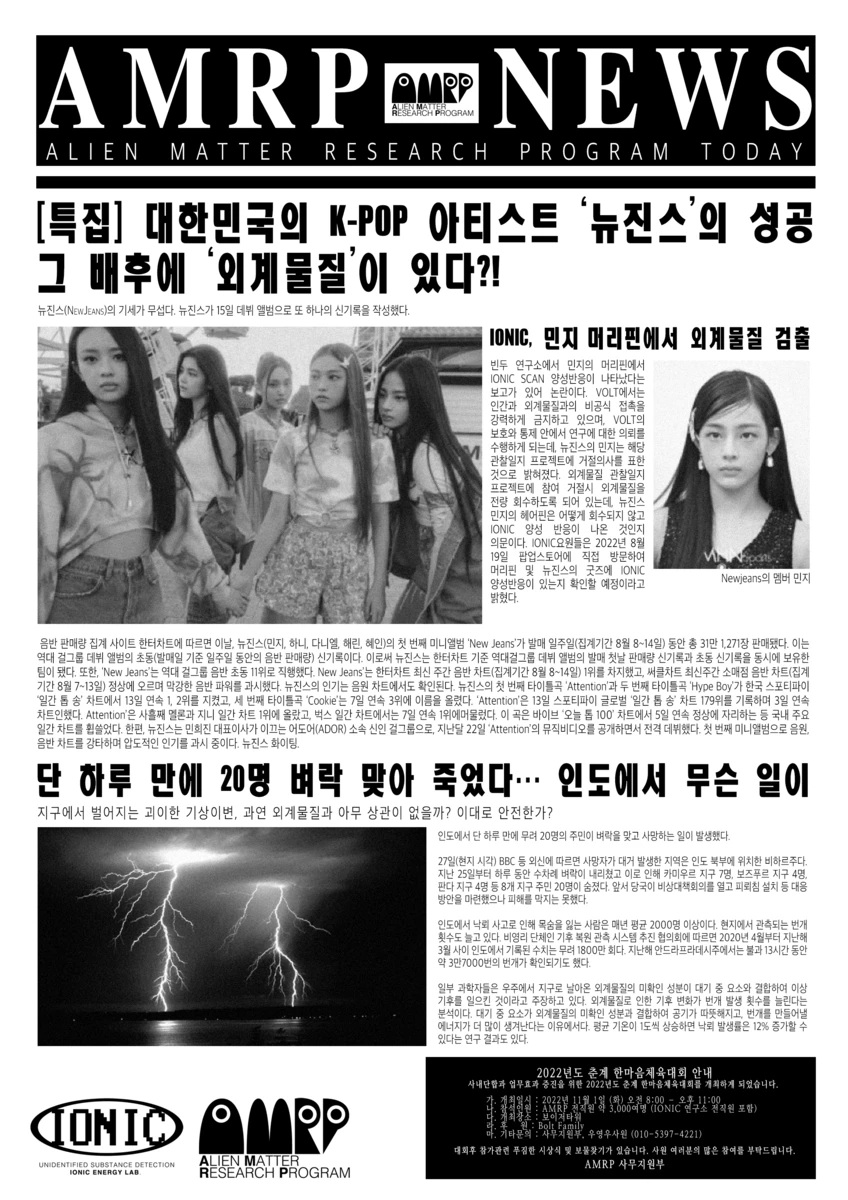 AMRP NEWS
AMRP
ALIEN MATTER
RESEARCH PROGRAM
ALIEN MATTER RESEARCH PROGRAM TODAY
[특집] 대한민국의 K-POP 아티스트 ‘뉴진스’의 성공
그 배후에 ‘외계물질’이 있다?!
뉴진스(NEWJEANS)의 기세가 무섭다. 뉴진스가 15일 데뷔 앨범으로 또 하나의 신기록을 작성했다.
IONIC, 민지 머리핀에서 외계물질 검출
빈두 연구소에서 민지의 머리핀에서
IONIC SCAN 양성반응이 나타났다는
보고가 있어 논란이다. VOLT에서는
인간과 외계물질과의 비공식 접촉을
강력하게 금지하고 있으며, VOLT의
보호와 통제 안에서 연구에 대한 의뢰를
수행하게 되는데, 뉴진스의 민지는 해당
관찰일지 프로젝트에 거절의사를 표한
것으로 밝혀졌다. 외계물질 관찰일지
프로젝트에 참여 거절시 외계물질을
전량 회수하도록 되어 있는데, 뉴진스
민지의 헤어핀은 어떻게 회수되지 않고
IONIC 양성 반응이 나온 것인지
의문이다. IONIC요원들은 2022년 8월
19일 팝업스토어에 직접 방문하여
머리핀 및 뉴진스의 굿즈에 IONIC
양성반응이 있는지 확인할 예정이라고
밝혔다.
Newjeans의 멤버 민지
음반 판매량 집계 사이트 한터차트에 따르면 이날, 뉴진스(민지, 하니, 다니엘, 해린, 혜인)의 첫 번째 미니앨범 'New Jeans'가 발매 일주일(집계기간 8월 8~14일) 동안 총 31만 1,271장 판매됐다. 이는
역대 걸그룹 데뷔 앨범의 초동(발매일 기준 일주일 동안의 음반 판매량) 신기록이다. 이로써 뉴진스는 한터차트 기준 역대걸그룹 데뷔 앨범의 발매 첫날 판매량 신기록과 초동 신기록을 동시에 보유한
팀이 됐다. 또한, 'New Jeans'는 역대 걸그룹 음반 초동 11위로 직행했다. New Jeans'는 한터차트 최신 주간 음반 차트(집계기간 8월 8~14일) 1위를 차지했고, 써클차트 최신주간 소매점 음반 차트(집계
기간 8월 7~13일) 정상에 오르며 막강한 음반 파워를 과시했다. 뉴진스의 인기는 음원 차트에서도 확인된다. 뉴진스의 첫 번째 타이틀곡 'Attention'과 두 번째 타이틀곡 'Hype Boy'가 한국 스포티파이
'일간 톱 송' 차트에서 13일 연속 1, 2위를 지켰고, 세 번째 타이틀곡 'Cookie'는 7일 연속 3위에 이름을 올렸다. 'Attention'은 13일 스포티파이 글로벌 '일간 톱 송' 차트 179위를 기록하며 3일 연속
차트인했다. Attention'은 사흘째 멜론과 지니 일간 차트 1위에 올랐고, 벅스 일간 차트에서는 7일 연속 1위에머물렀다. 이 곡은 바이브 '오늘 톱 100' 차트에서 5일 연속 정상에 자리하는 등 국내 주요
일간 차트를 휩쓸었다. 한편, 뉴진스는 민희진 대표이사가 이끄는 어도어(ADOR) 소속 신인 걸그룹으로, 지난달 22일 'Attention'의 뮤직비디오를 공개하면서 전격 데뷔했다. 첫 번째 미니앨범으로 음원,
음반 차트를 강타하며 압도적인 인기를 과시 중이다. 뉴진스 화이팅.
단 하루 만에 20명 벼락 맞아 죽었다… 인도에서 무슨 일이
지구에서 벌어지는 괴이한 기상이변, 과연 외계물질과 아무 상관이 없을까? 이대로 안전한가?
인도에서 단 하루 만에 무려 20명의 주민이 벼락을 맞고 사망하는 일이 발생했다.
27일(현지 시각) BBC 등 외신에 따르면 사망자가 대거 발생한 지역은 인도 북부에 위치한 비하르주다.
지난 25일부터 하루 동안 수차례 벼락이 내리쳤고 이로 인해 카미우르 지구 7명, 보즈푸르 지구 4명,
판다 지구 4명 등 8개 지구 주민 20명이 숨졌다. 앞서 당국이 비상대책회의를 열고 피뢰침 설치 등 대응
방안을 마련했으나 피해를 막지는 못했다.
인도에서 낙뢰 사고로 인해 목숨을 잃는 사람은 매년 평균 2000명 이상이다. 현지에서 관측되는 번개
횟수도 늘고 있다. 비영리 단체인 기후 복원 관측 시스템 추진 협의회에 따르면 2020년 4월부터 지난해
3월 사이 인도에서 기록된 수치는 무려 1800만 회다. 지난해 안드라프라데시주에서는 불과 13시간 동안
약 3만7000번의 번개가 확인되기도 했다.
일부 과학자들은 우주에서 지구로 날아온 외계물질의 미확인 성분이 대기 중 요소와 결합하여 이상
기후를 일으킨 것이라고 주장하고 있다. 외계물질로 인한 기후 변화가 번개 발생 횟수를 늘린다는
분석이다. 대기 중 요소가 외계물질의 미확인 성분과 결합하여 공기가 따뜻해지고, 번개를 만들어낼
에너지가 더 많이 생겨난다는 이유에서다. 평균 기온이 1도씩 상승하면 낙뢰 발생률은 12% 증가할 수
있다는 연구 결과도 있다.
IONIC
UNIDENTIFIED SUBSTANCE DETECTION
IONIC ENERGY LAB.
AMRP
ALIEN MATTER
RESEARCH PROGRAM
2022년도 춘계 한마음체육대회 안내
사내단합과 업무효과 증진을 위한 2022년도 춘계 한마음체육대회를 개최하게 되었습니다.
가. 개최일시 : 2022년 11월 1일 (화) 오전 8:00 - 오후 11:00
나. 참석인원 : AMRP 전직원 약 3,000여명 (IONIC 연구소 전직원 포함)
다. 개최장소 : 보이저타워
라. 후 원 : Bolt Family
마. 기타문의 : 사무지원부, 우영우사원 (010-5397-4221)
대회후 참가관련 푸짐한 시상식 및 보물찾기가 있습니다. 사원 여러분의 많은 참여를 부탁드립니다.
AMRP 사무지원부